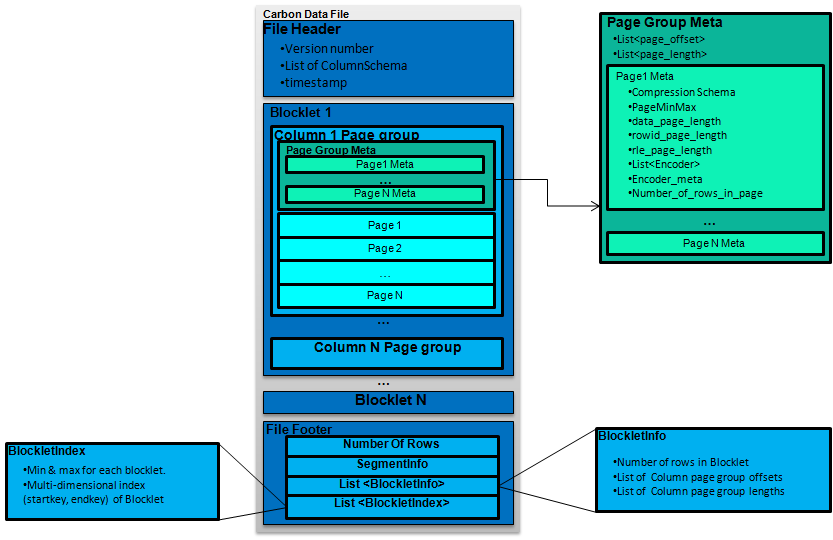 Carbon Data File
File Header
•Version number
•List of ColumnSchema
•timestamp
Blocklet 1
Column 1 Page group
Page Group Meta
Page1 Meta
...
Page N Meta
Page 1
Page 2
...
Page N
...
Column N Page group
...
Blocklet N
File Footer
Number Of Rows
SegmentInfo
List <BlockletInfo>
List <BlockletIndex>
Page Group Meta
•List<page_offset>
•List<page_length>
Page1 Meta
•Compression Schema
•PageMinMax
•data_page_length
•rowid_page_length
•rle_page_length
•List<Encoder>
•Encoder_meta
•Number_of_rows_in_page
...
Page N Meta
BlockletIndex
•Min & max for each blocklet.
•Multi-dimensional index
(startkey, endkey) of Blocklet
BlockletInfo
•Number of rows in Blocklet
•List of Column page group offsets
•List of Column page group lengths